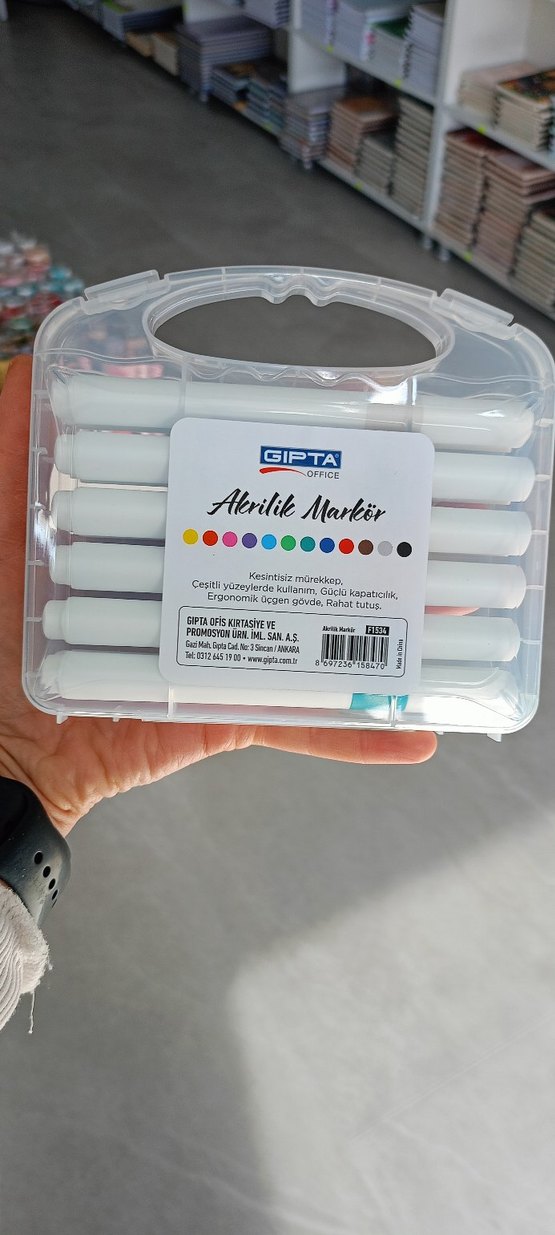 GIPTA
OFFICE
Akrilik Markör
Kesintisiz mürekkep,
Çeşitli yüzeylerde kullanım, Güçlü kapatıcılık,
Ergonomik üçgen gövde, Rahat tutuş.
GIPTA OFİS KIRTASİYE VE
PROMOSYON ÜRN. İML. SAN. A.Ş.
Gazi Mah. Gıpta Cad. No: 3 Sincan / ANKARA
Tel: 0312 645 19 00 • www.gipta.com.tr
Akrilik Markör F1534
8 697236 158470
Made in China